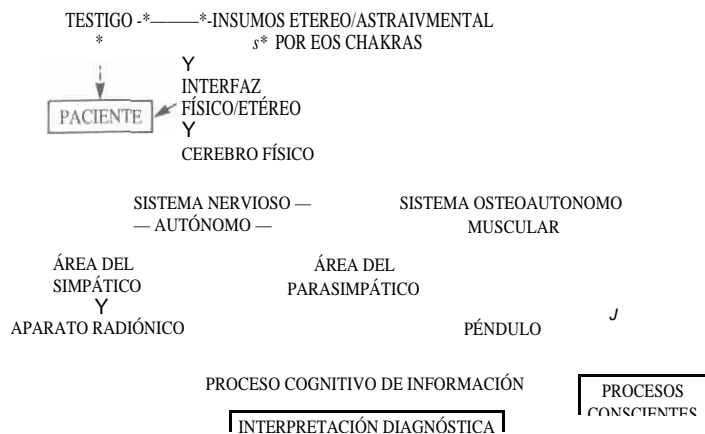 TESTIGO -*———*-INSUMOS ETEREO/ASTRAIVMENTAL
* s* POR EOS CHAKRAS
Y
INTERFAZ
PACIENTE FÍSICO/ETÉREO
Y
CEREBRO FÍSICO
SISTEMA NERVIOSO — SISTEMA OSTEOAUTONOMO
— AUTÓNOMO — MUSCULAR
ÁREA DEL ÁREA DEL
SIMPÁTICO PARASIMPÁTICO
Y
APARATO RADIÓNICO PÉNDULO J
PROCESO COGNITIVO DE INFORMACIÓN
PROCESOS
CONSCIENTES
INTERPRETACIÓN DIAGNÓSTICA